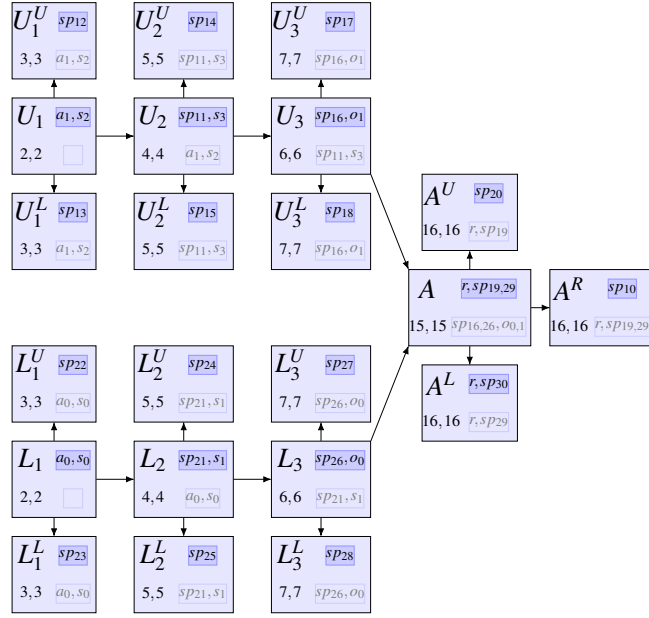 U_1^U sp_12 U_2^U sp_14 U_3^U sp_17
3,3 a_1,s_2 5,5 sp_11,s_3 7,7 sp_16,o_1
U_1 a_1,s_2 U_2 sp_11,s_3 U_3 sp_16,o_1
2,2 4,4 a_1,s_2 6,6 sp_11,s_3
U_1^L sp_13 U_2^L sp_15 U_3^L sp_18
3,3 a_1,s_2 5,5 sp_11,s_3 7,7 sp_16,o_1
A^U sp_20
16,16 r,sp_19
A r,sp_19,29 A^R sp_10
15,15 sp_16,26,o_0,1 16,16 r,sp_19,29
A^L r,sp_30
16,16 r,sp_29
L_1^U sp_22 L_2^U sp_24 L_3^U sp_27
3,3 a_0,s_0 5,5 sp_21,s_1 7,7 sp_26,o_0
L_1 a_0,s_0 L_2 sp_21,s_1 L_3 sp_26,o_0
2,2 4,4 a_0,s_0 6,6 sp_21,s_1
L_1^L sp_23 L_2^L sp_25 L_3^L sp_28
3,3 a_0,s_0 5,5 sp_21,s_1 7,7 sp_26,o_0